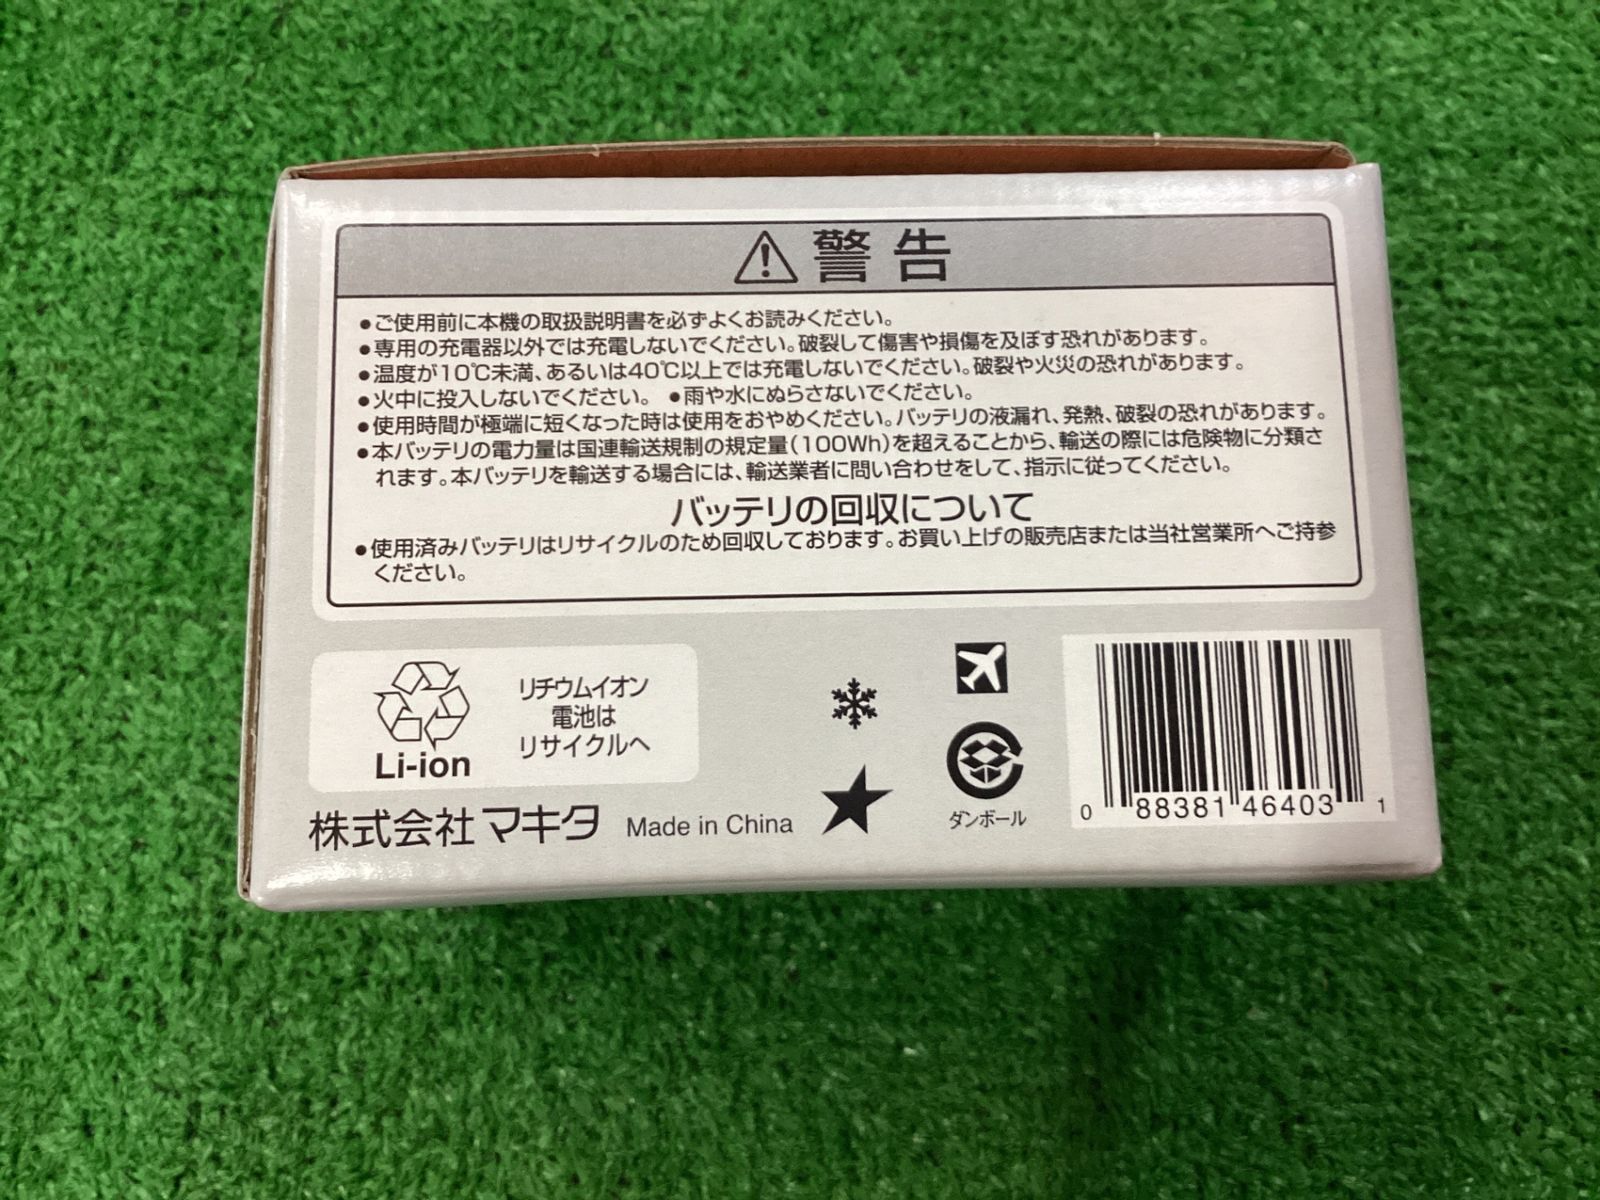 警告
●ご使用前に本機の取扱説明書を必ずよくお読みください。
●専用の充電器以外では充電しないでください。破裂して傷害や損傷を及ぼす恐れがあります。
●温度が10℃未満、あるいは40℃以上では充電しないでください。破裂や火災の恐れがあります。
●火中に投入しないでください。 ●雨や水にぬらさないでください。
●使用時間が極端に短くなった時は使用をおやめください。バッテリの液漏れ、発熱、破裂の恐れがあります。
●本バッテリの電力量は国連輸送規制の規定量(100Wh)を超えることから、輸送の際には危険物に分類さ
れます。本バッテリを輸送する場合には、輸送業者に問い合わせをして、指示に従ってください。
バッテリの回収について
●使用済みバッテリはリサイクルのため回収しております。お買い上げの販売店または当社営業所へご持参
ください。
リチウムイオン
電池は
リサイクルへ
Li-ion
株式会社マキタ Made in China
ダンボール
0 88381 46403 1